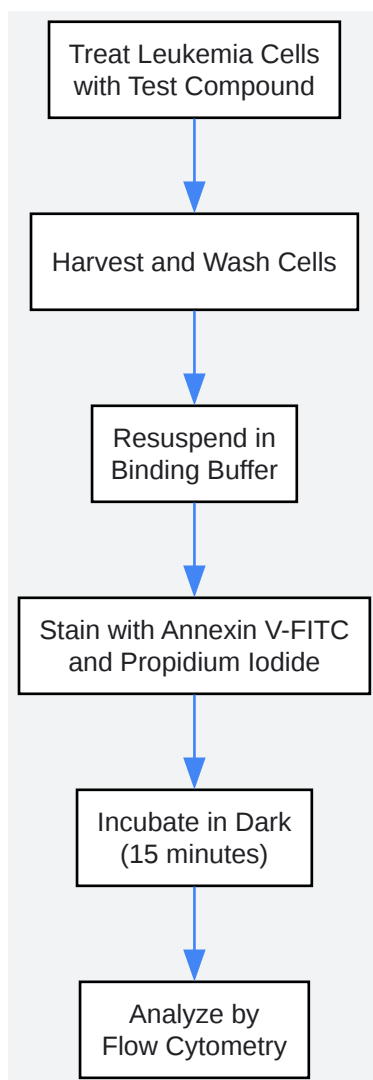 Treat Leukemia Cells
with Test Compound
Harvest and Wash Cells
Resuspend in
Binding Buffer
Stain with Annexin V-FITC
and Propidium Iodide
Incubate in Dark
(15 minutes)
Analyze by
Flow Cytometry